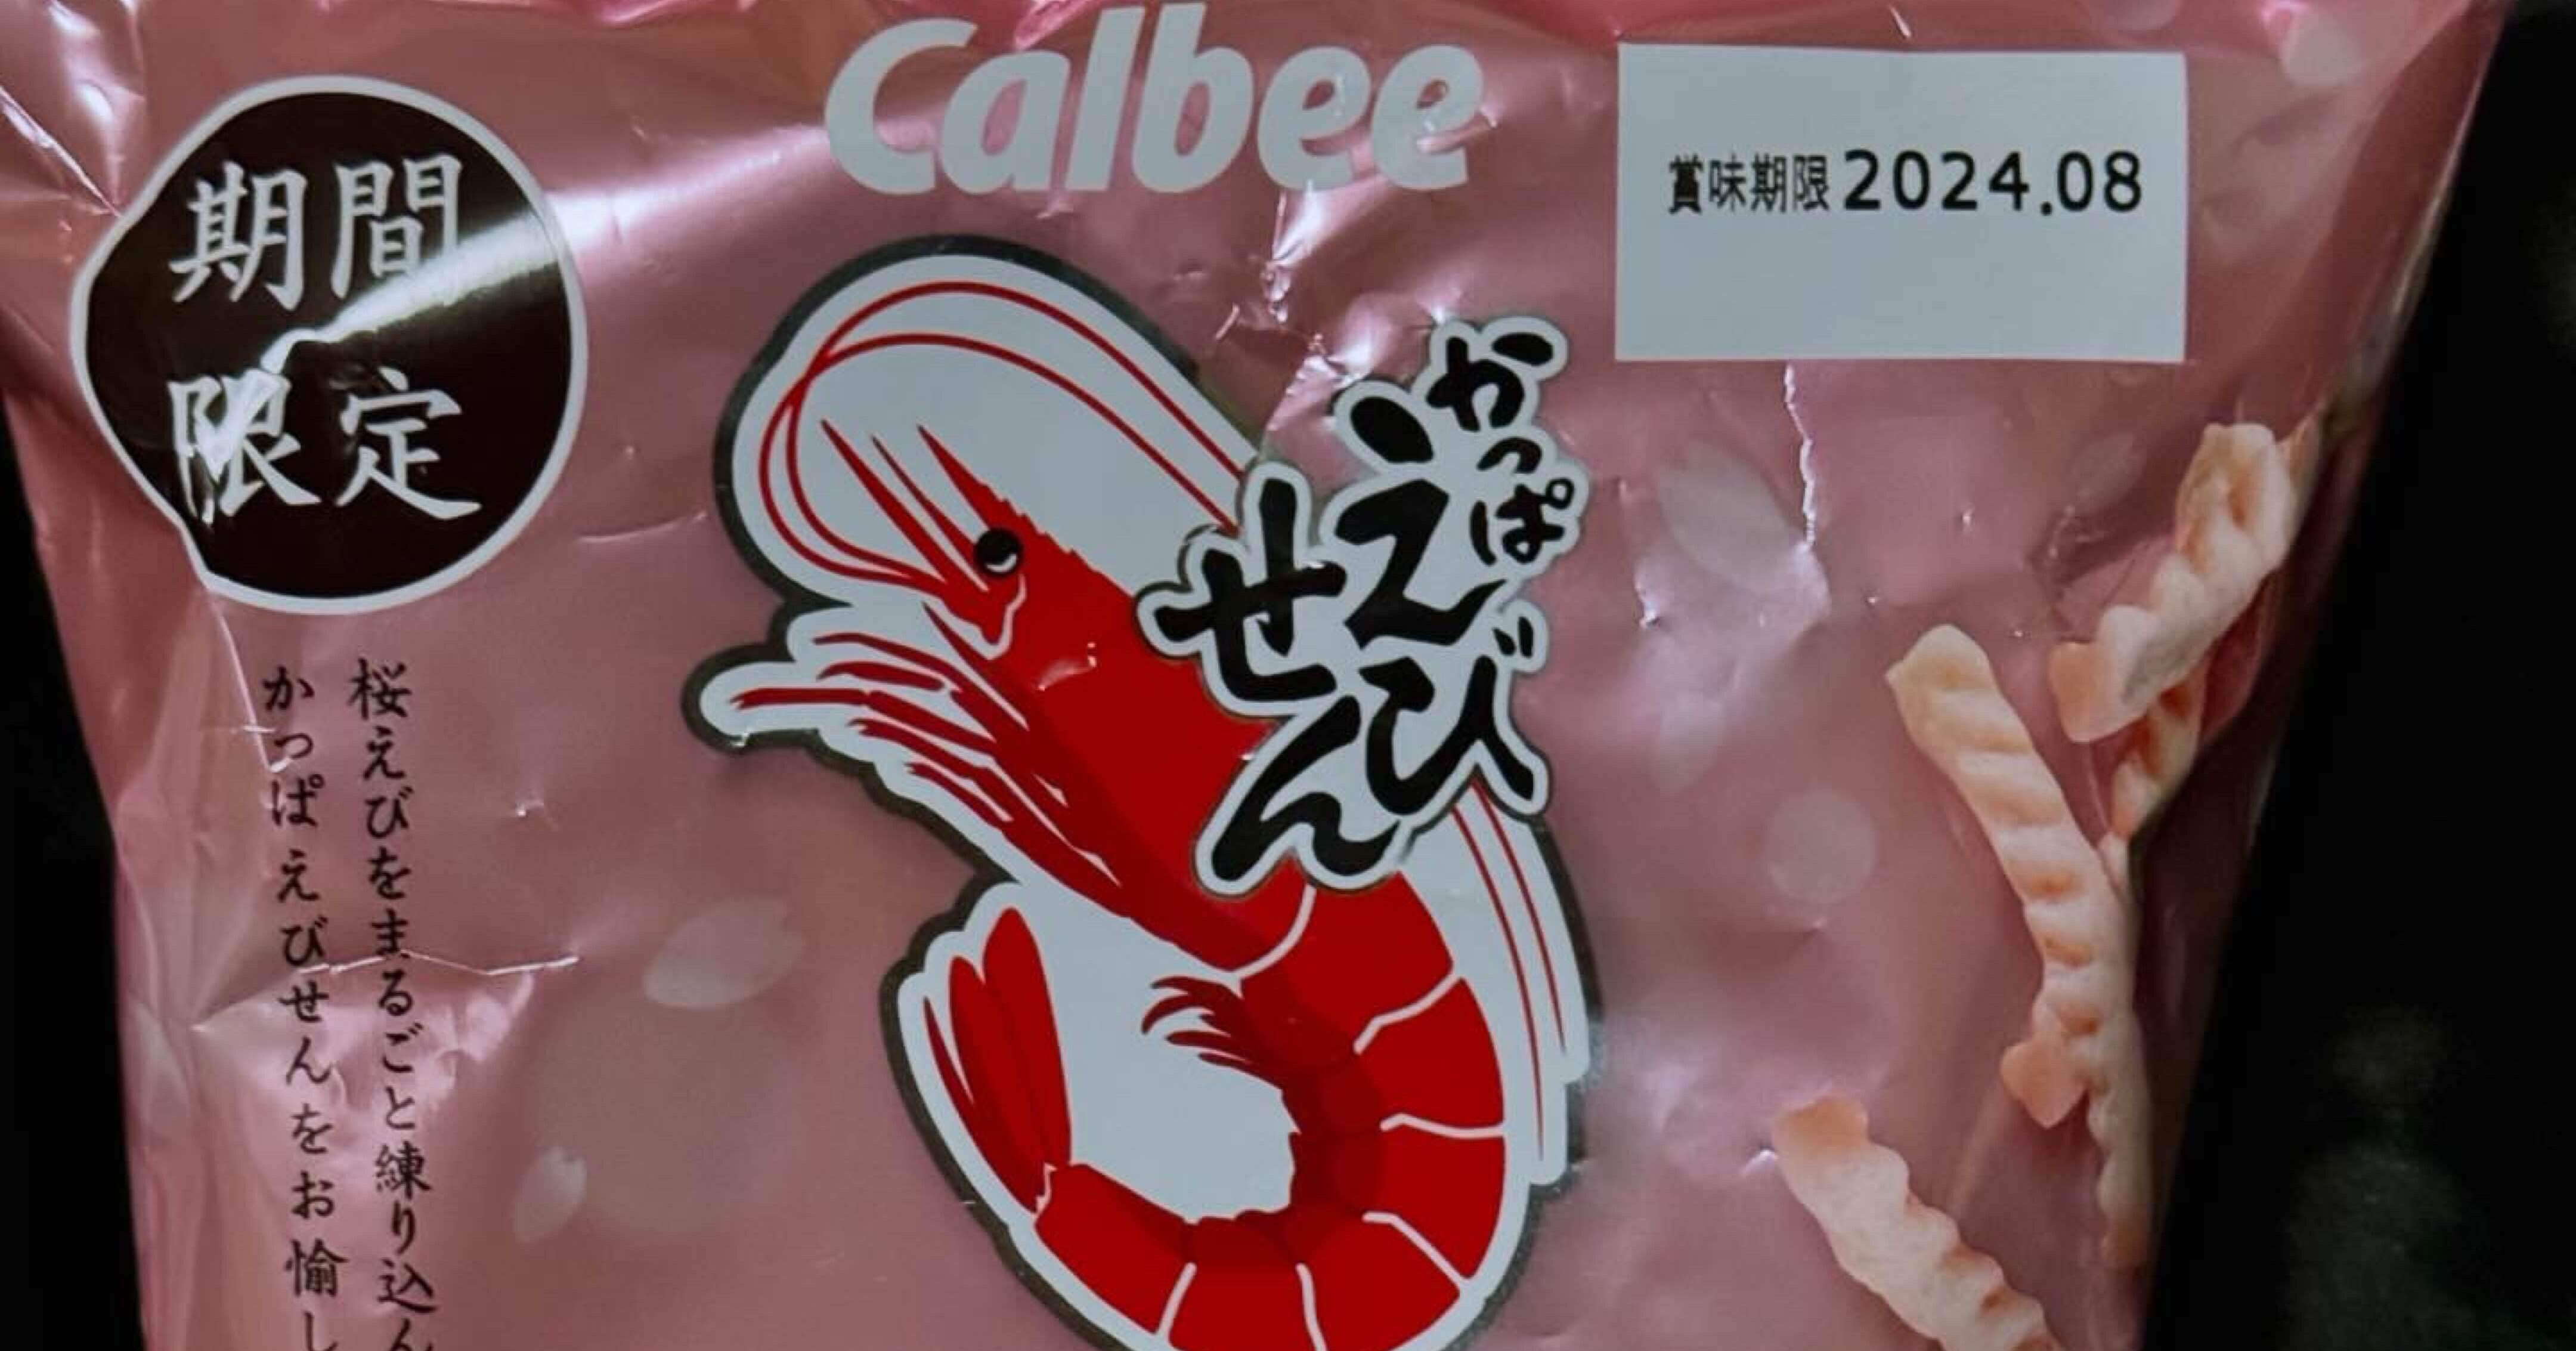 Calbee
賞味期限 2024.08
期間
限定
かっぱ
えび
せん
桜えびをまるごと練り込ん
かっぱえびせんをお愉し